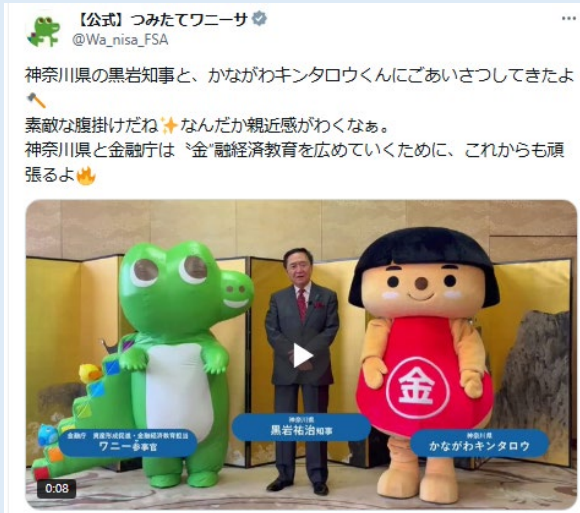 【公式】つみたてワニーサ
@Wa_nisa_FSA
神奈川県の黒岩知事と、かながわキンタロウくんにごあいさつしてきたよ
🪓
素敵な腹掛けだね✨なんだか親近感がわくなぁ。
神奈川県と金融庁は〝金〟融経済教育を広めていくために、これからも頑
張るよ🔥
金
金融庁 資産形成促進・金融経済教育担当
ワニー参事官
神奈川県
黒岩祐治知事
神奈川県
かながわキンタロウ
0:08